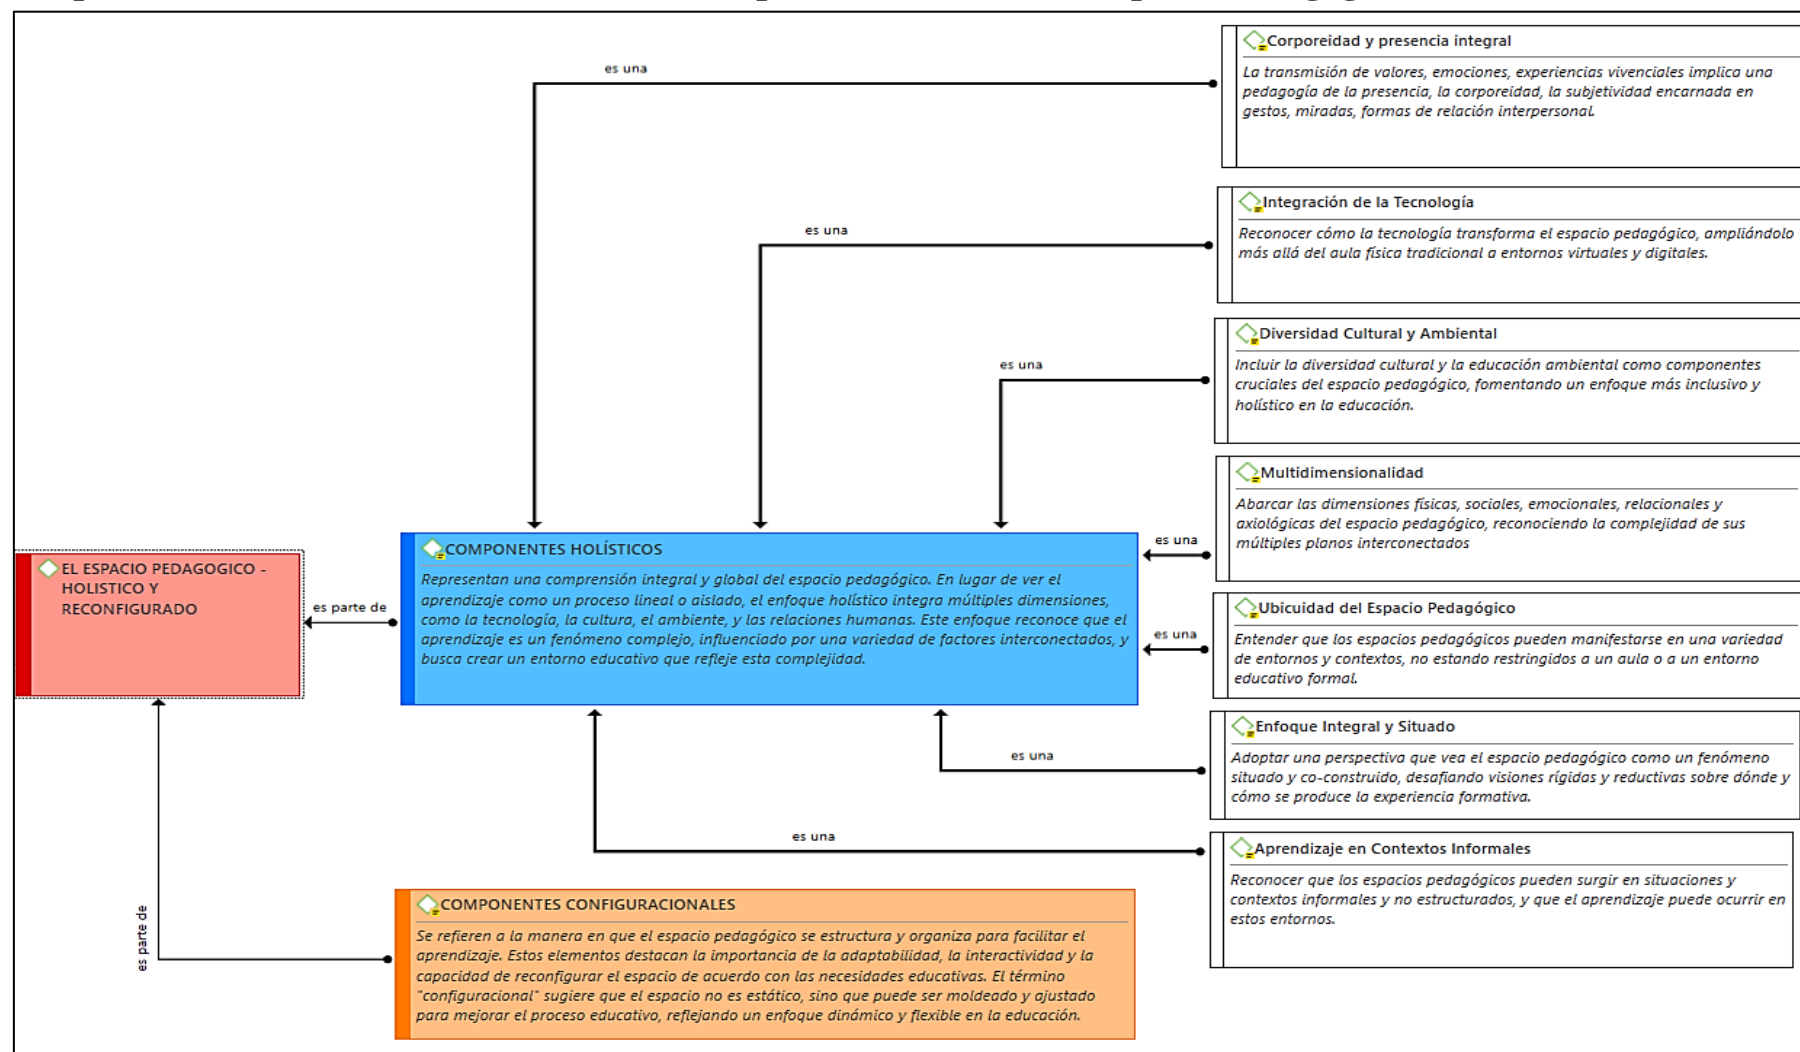 es una
Corporeidad y presencia integral
La transmisión de valores, emociones, experiencias vivenciales implica una
pedagogía de la presencia, la corporeidad, la subjetividad encarnada en
gestos, miradas, formas de relación interpersonal.
es una
Integración de la Tecnología
Reconocer cómo la tecnología transforma el espacio pedagógico, ampliándolo
más allá del aula física tradicional a entornos virtuales y digitales.
es una
Diversidad Cultural y Ambiental
Incluir la diversidad cultural y la educación ambiental como componentes
cruciales del espacio pedagógico, fomentando un enfoque más inclusivo y
holístico en la educación.
es una
Multidimensionalidad
Abarcar las dimensiones físicas, sociales, emocionales, relacionales y
axiológicas del espacio pedagógico, reconociendo la complejidad de sus
múltiples planos interconectados
EL ESPACIO PEDAGOGICO -
HOLISTICO Y
RECONFIGURADO
es parte de
COMPONENTES HOLÍSTICOS
Representan una comprensión integral y global del espacio pedagógico. En lugar de ver el
aprendizaje como un proceso lineal o aislado, el enfoque holístico integra múltiples dimensiones,
como la tecnología, la cultura, el ambiente, y las relaciones humanas. Este enfoque reconoce que el
aprendizaje es un fenómeno complejo, influenciado por una variedad de factores interconectados, y
busca crear un entorno educativo que refleje esta complejidad.
es una
Ubicuidad del Espacio Pedagógico
Entender que los espacios pedagógicos pueden manifestarse en una variedad
de entornos y contextos, no estando restringidos a un aula o a un entorno
educativo formal.
es una
Enfoque Integral y Situado
Adoptar una perspectiva que vea el espacio pedagógico como un fenómeno
situado y co-construido, desafiando visiones rígidas y reductivas sobre dónde y
cómo se produce la experiencia formativa.
es una
Aprendizaje en Contextos Informales
Reconocer que los espacios pedagógicos pueden surgir en situaciones y
contextos informales y no estructurados, y que el aprendizaje puede ocurrir en
estos entornos.
es parte de
COMPONENTES CONFIGURACIONALES
Se refieren a la manera en que el espacio pedagógico se estructura y organiza para facilitar el
aprendizaje. Estos elementos destacan la importancia de la adaptabilidad, la interactividad y la
capacidad de reconfigurar el espacio de acuerdo con las necesidades educativas. El término
"configuracional" sugiere que el espacio no es estático, sino que puede ser moldeado y ajustado
para mejorar el proceso educativo, reflejando un enfoque dinámico y flexible en la educación.